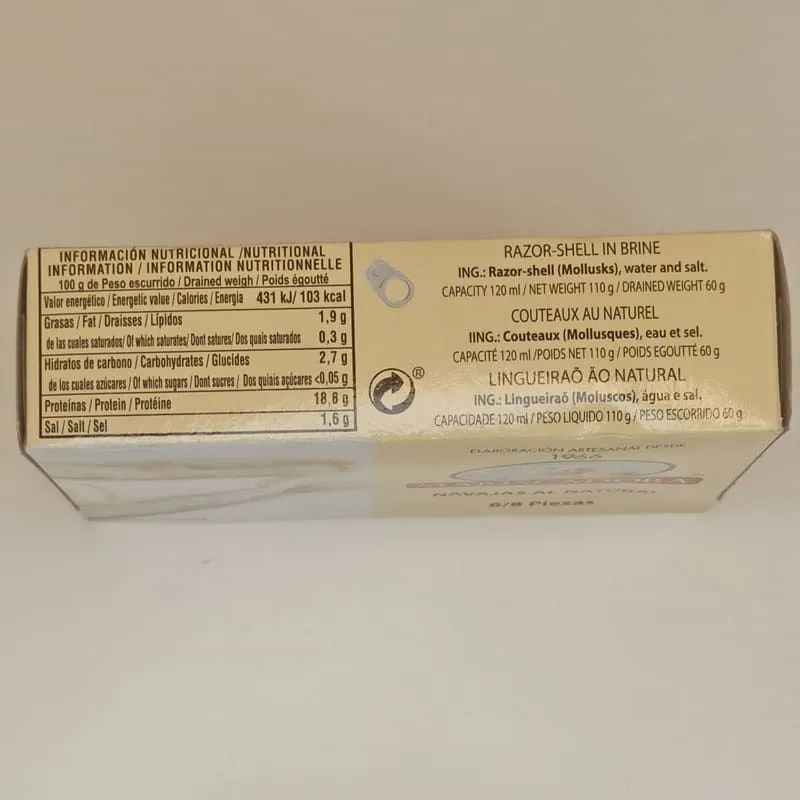 INFORMACIÓN NUTRICIONAL /NUTRITIONAL
INFORMATION / INFORMATION NUTRITIONNELLE
100 g de Peso escurrido / Drained weigh / Poids égoutté
Valor energético / Energetic value / Calories / Energia 431 kJ/ 103 kcal
Grasas / Fat / Draisses / Lípidos 1,9 g
de las cuales saturados/ Of which saturates/ Dont satures/ Dos quais saturados 0,3 g
Hidratos de carbono / Carbohydrates / Glucides 2,7 g
de los cuales azúcares / Of which sugars / Dont sucres / Dos quiais açúcares <0,05 g
Proteínas / Protein / Protéine 18,8 g
Sal / Salt / Sel 1,6 g
RAZOR-SHELL IN BRINE
ING.: Razor-shell (Mollusks), water and salt.
CAPACITY 120 ml / NET WEIGHT 110 g / DRAINED WEIGHT 60 g
COUTEAUX AU NATUREL
IING.: Couteaux (Mollusques), eau et sel.
CAPACITÉ 120 ml /POIDS NET 110 g / POIDS EGOUTTÉ 60 g
®
LINGUEIRAÕ ÃO NATURAL
ING.: Lingueiraõ (Moluscos), água e sal.
CAPACIDADE 120 ml / PESO LIQUIDO 110 g / PESO ESCORRIDO 60 g
ELABORACIÓN ARTESANAL DESDE
1966
NAVAJAS AL NATURAL
6/8 Piezas